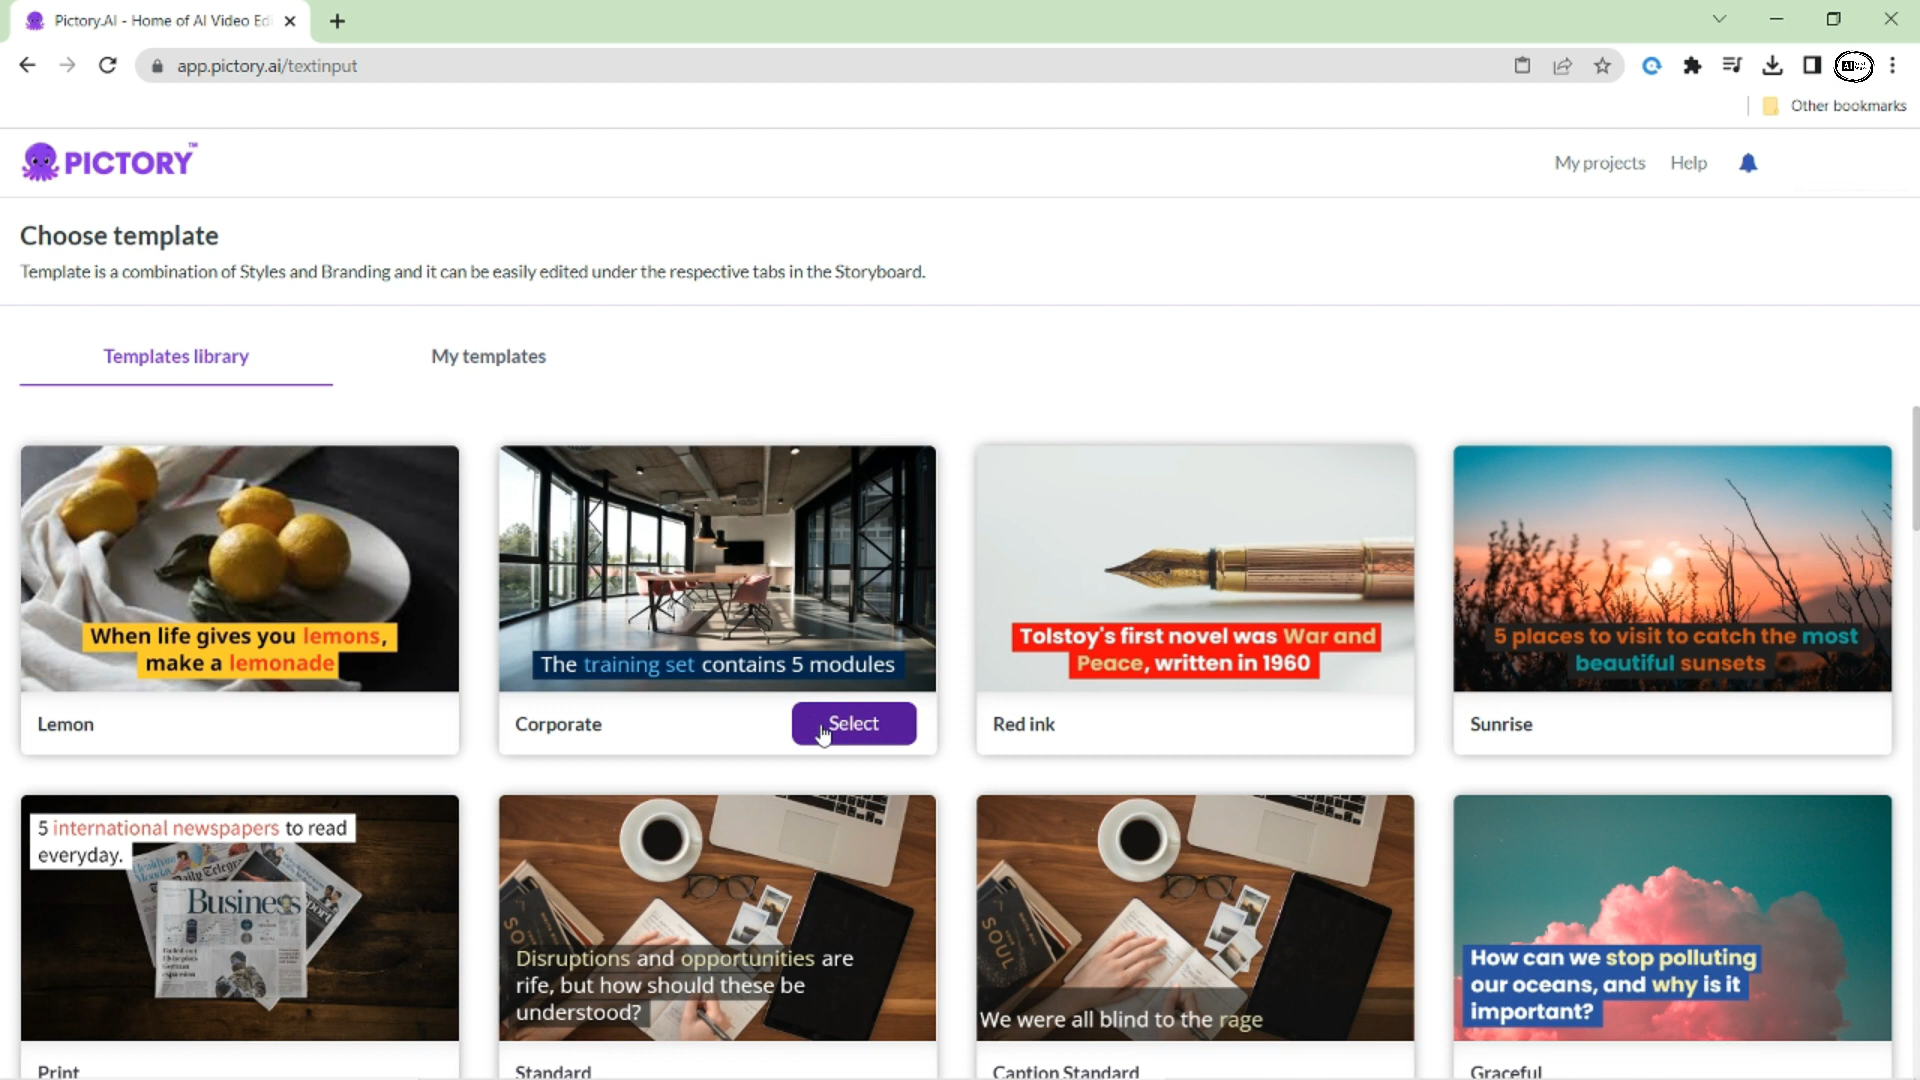 Pictory.AI - Home of AI Video Ed
app.pictory.ai/textinput
AI
Other bookmarks
PICTORY™
My projects
Help
Choose template
Template is a combination of Styles and Branding and it can be easily edited under the respective tabs in the Storyboard.
Templates library
My templates
When life gives you lemons,
make a lemonade
The training set contains 5 modules
Tolstoy's first novel was War and
Peace, written in 1960
5 places to visit to catch the most
beautiful sunsets
Lemon
Corporate
Select
Red ink
Sunrise
5 international newspapers to read
everyday.
Daily Telegr
Business
Disruptions and opportunities are
rife, but how should these be
understood?
SOUL
We were all blind to the rage
How can we stop polluting
our oceans, and why is it
important?
Print
Standard
Caption Standard
Graceful